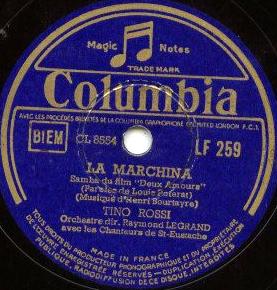 Magic Notes
TRADE MARK
Columbia
AVEC LES PROCÉDÉS BREVETÉS DE LA COLUMBIA GRAPHOPHONE LIMITED LONDON
BIEM
CL 8554
LF 259
LA MARCHINA
Samba du film "Deux Amours"
(Paroles de Louis Poterat)
(Musique d'Henri Bourtayre)
TINO ROSSI
Orchestre dir. Raymond LEGRAND
avec les Chanteurs de St-Eustache
MADE IN FRANCE
TOUS DROITS DU PRODUCTEUR PHONOGRAPHIQUE ET DU PROPRIÉTAIRE DE L'ŒUVRE ENREGISTRÉE RÉSERVÉS - DUPLICATION, EXÉCUTION PUBLIQUE, RADIODIFFUSION DE CE DISQUE, INTERDITES